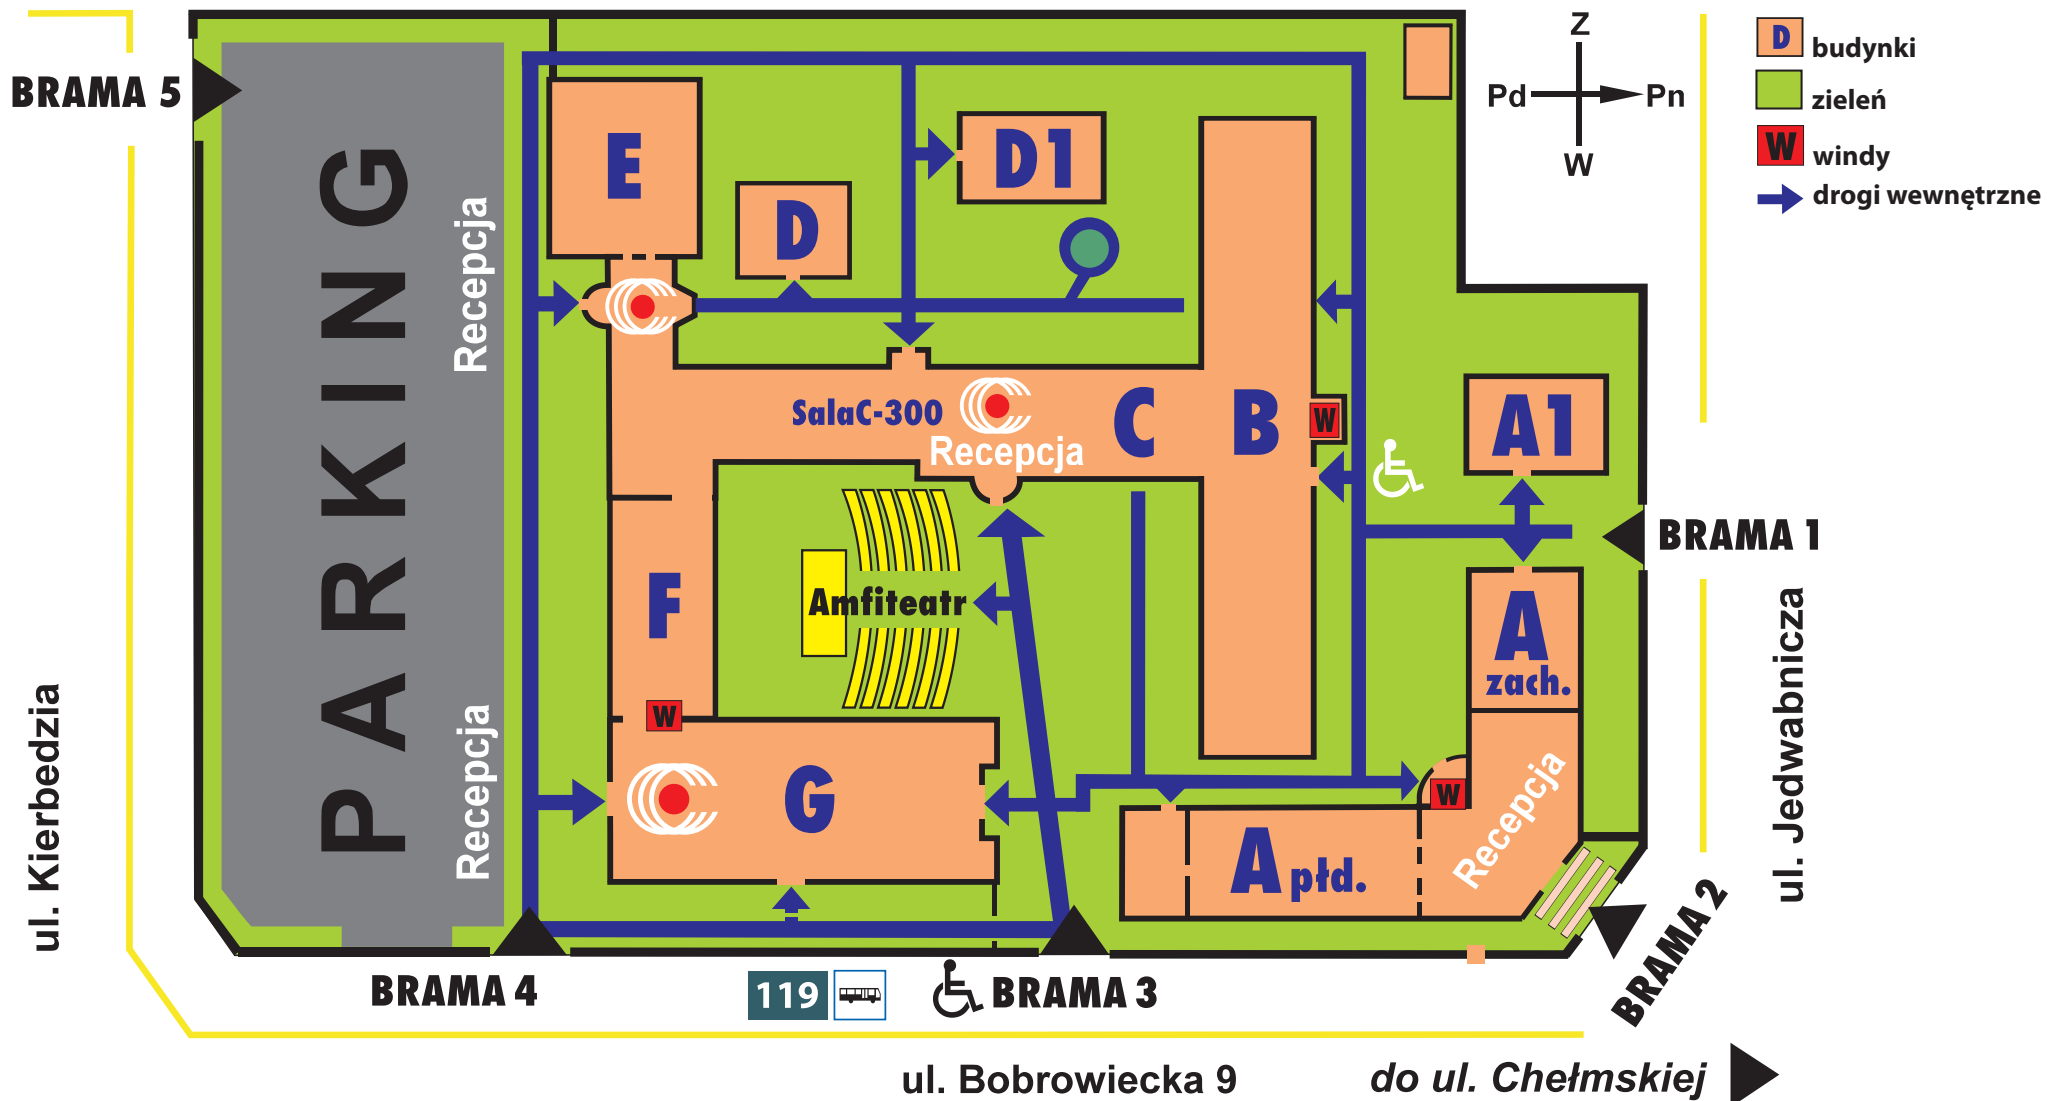 BRAMA 5
PARKING
Recepcja
Recepcja
ul. Kierbedzia
E
D
D1
SalaC-300
Recepcja
C
B
W
A1
BRAMA 1
F
Amfiteatr
W
G
A
zach.
W
Recepcja
A płd.
BRAMA 2
ul. Jedwabnicza
BRAMA 4
119
BRAMA 3
ul. Bobrowiecka 9
do ul. Chełmskiej
Z
Pd
Pn
W
D budynki
zieleń
W windy
drogi wewnętrzne